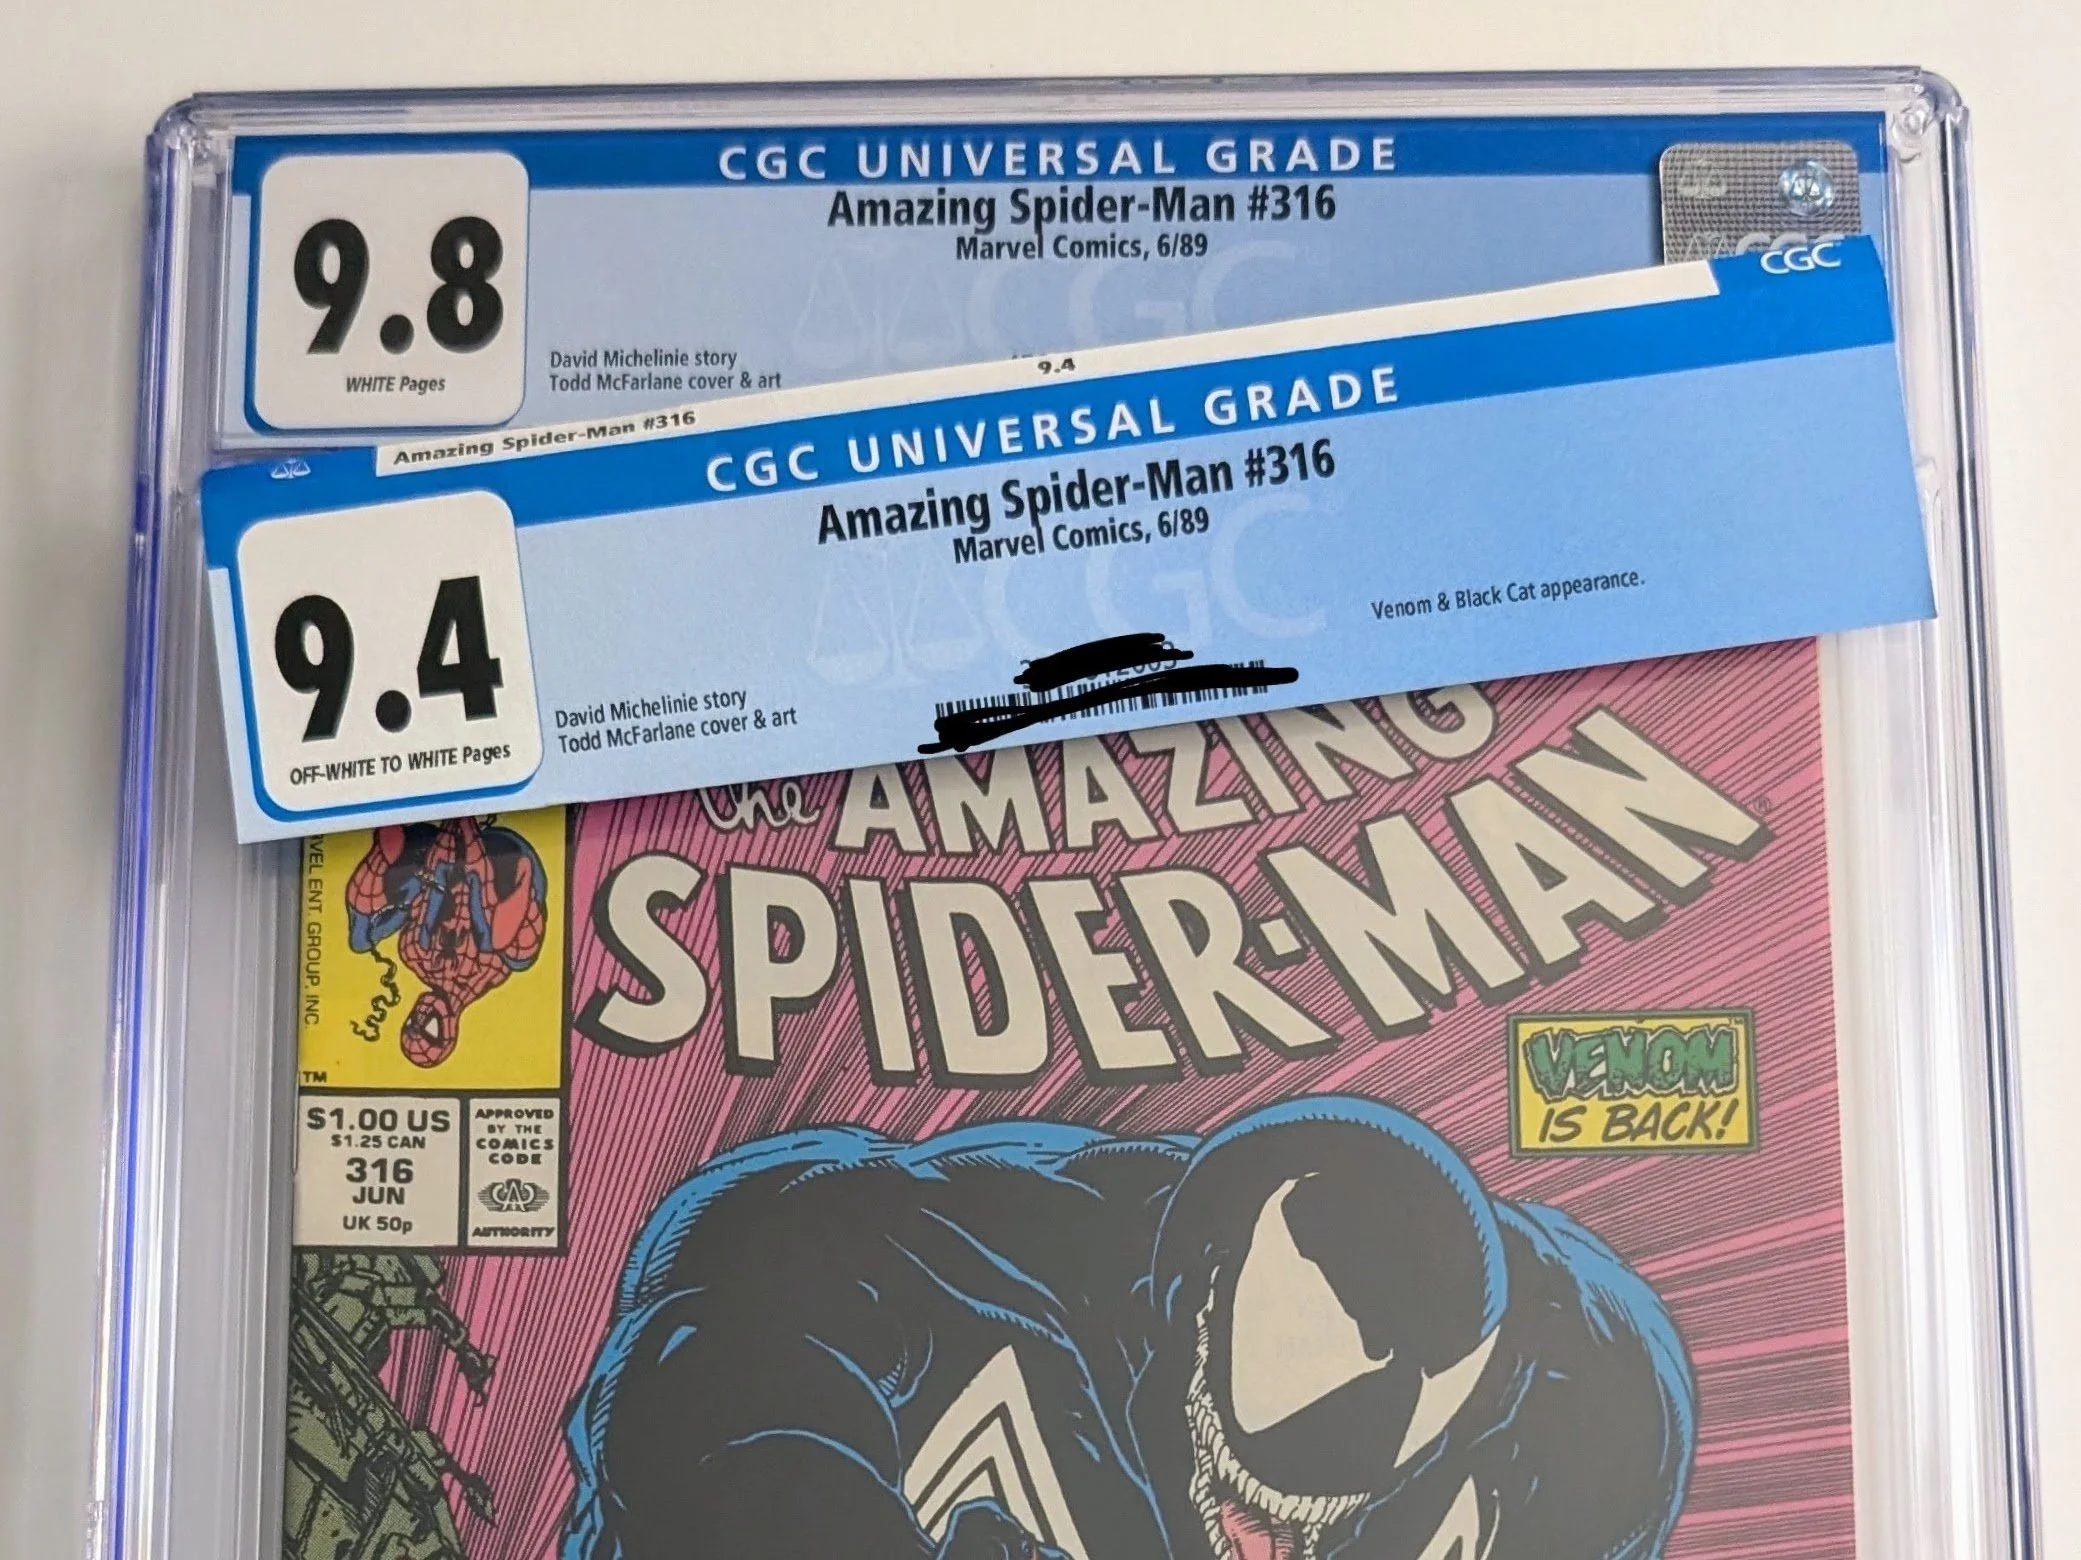 CGC UNIVERSAL GRADE
Amazing Spider-Man #316
Marvel Comics, 6/89
9.8
WHITE Pages
David Michelinie story
Todd McFarlane cover & art
CGC
Amazing Spider-Man #316
9.4
CGC UNIVERSAL GRADE
Amazing Spider-Man #316
Marvel Comics, 6/89
9.4
OFF-WHITE TO WHITE Pages
Venom & Black Cat appearance.
David Michelinie story
Todd McFarlane cover & art
the AMAZING
SPIDER-MAN
VEL ENT. GROUP, INC.
TM
$1.00 US
$1.25 CAN
316
JUN
UK 50p
APPROVED
BY THE
COMICS
CODE
AUTHORITY
VENOM
IS BACK!